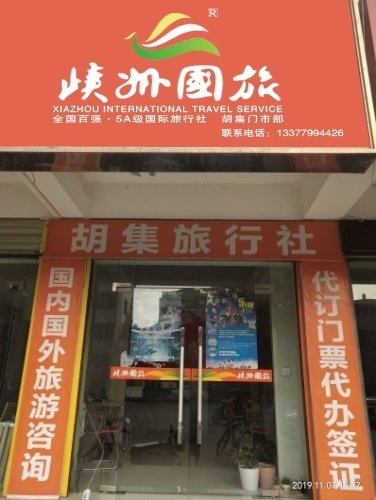 ®
峡州國旅
XIAZHOU INTERNATIONAL TRAVEL SERVICE
全国百强·5A级国际旅行社 胡集门市部
联系电话：13377994426
胡集旅行社
国内国外旅游咨询
代订门票代办签证
峡州國旅
峡州國旅
2019.11.07